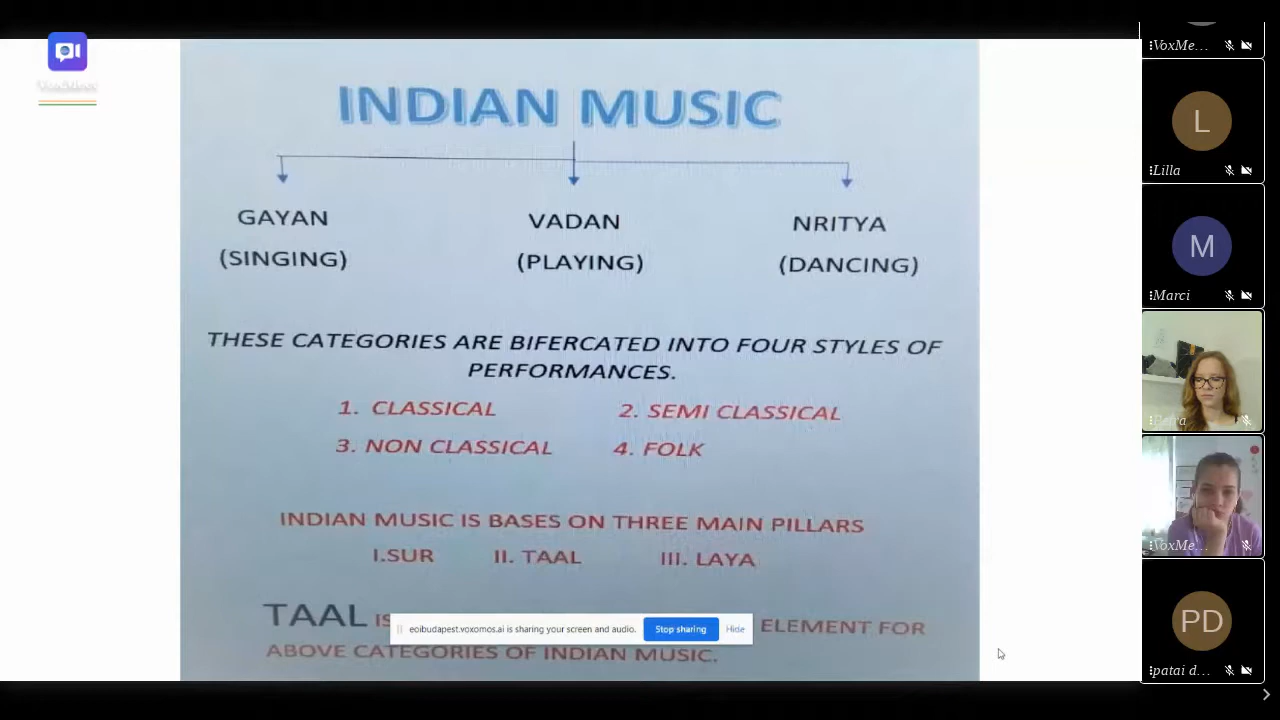 VoxMeet
INDIAN MUSIC
GAYAN VADAN NRITYA
(SINGING) (PLAYING) (DANCING)
THESE CATEGORIES ARE BIFERCATED INTO FOUR STYLES OF
PERFORMANCES.
1. CLASSICAL 2. SEMI CLASSICAL
3. NON CLASSICAL 4. FOLK
INDIAN MUSIC IS BASES ON THREE MAIN PILLARS
I.SUR II. TAAL III. LAYA
TAAL IS ELEMENT FOR
ABOVE CATEGORIES OF INDIAN MUSIC.
eoibudapest.voxomos.ai is sharing your screen and audio. Stop sharing Hide
VoxMe...
L
Lilla
M
Marci
Petra
VoxMe...
PD
patai d...